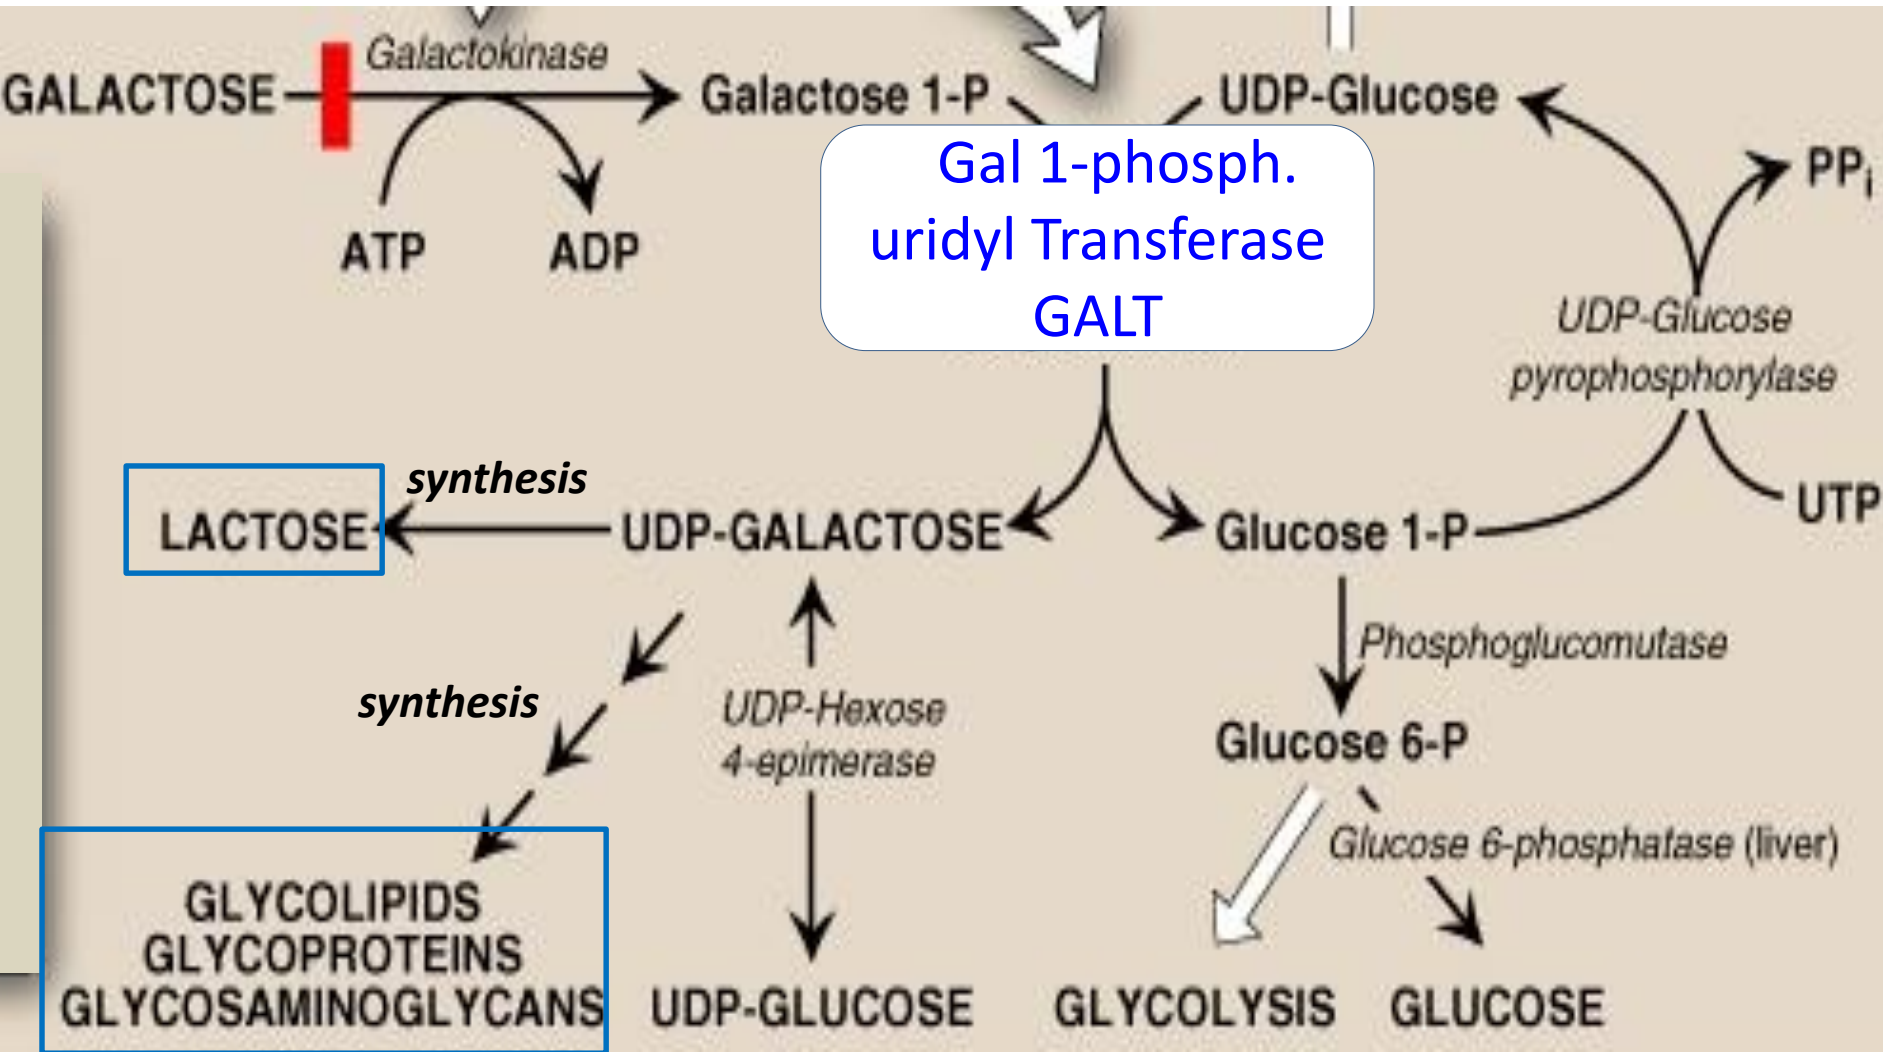 Galactokinase
GALACTOSE
Galactose 1-P
UDP-Glucose
ATP
ADP
Gal 1-phosph.
uridyl Transferase
GALT
PPi
UDP-Glucose
pyrophosphorylase
UTP
synthesis
LACTOSE
UDP-GALACTOSE
Glucose 1-P
Phosphoglucomutase
synthesis
UDP-Hexose
4-epimerase
Glucose 6-P
Glucose 6-phosphatase (liver)
GLYCOLIPIDS
GLYCOPROTEINS
GLYCOSAMINOGLYCANS
UDP-GLUCOSE
GLYCOLYSIS
GLUCOSE